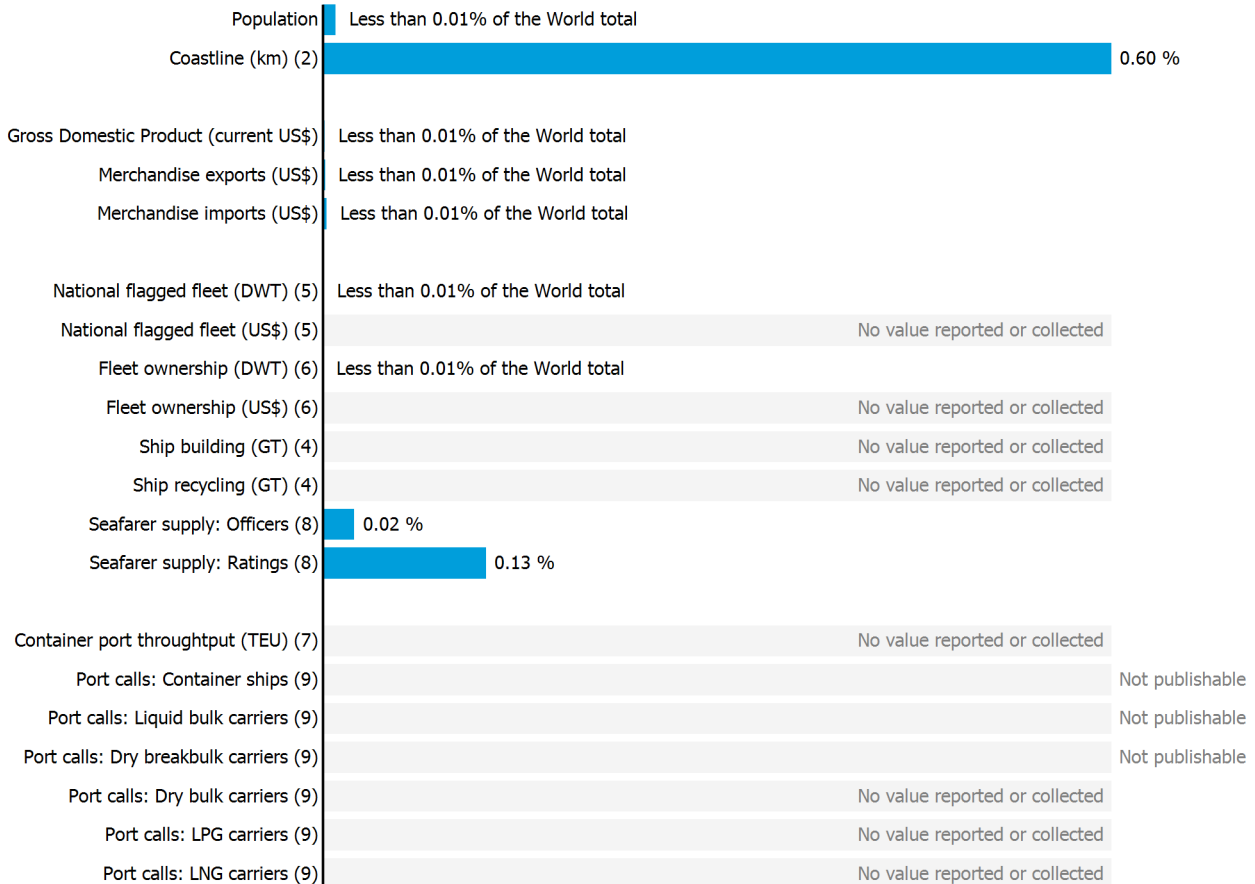 Population Less than 0.01% of the World total
Coastline (km) (2) 0.60 %
Gross Domestic Product (current US$) Less than 0.01% of the World total
Merchandise exports (US$) Less than 0.01% of the World total
Merchandise imports (US$) Less than 0.01% of the World total
National flagged fleet (DWT) (5) Less than 0.01% of the World total
National flagged fleet (US$) (5) No value reported or collected
Fleet ownership (DWT) (6) Less than 0.01% of the World total
Fleet ownership (US$) (6) No value reported or collected
Ship building (GT) (4) No value reported or collected
Ship recycling (GT) (4) No value reported or collected
Seafarer supply: Officers (8) 0.02 %
Seafarer supply: Ratings (8) 0.13 %
Container port throughtput (TEU) (7) No value reported or collected
Port calls: Container ships (9) Not publishable
Port calls: Liquid bulk carriers (9) Not publishable
Port calls: Dry breakbulk carriers (9) Not publishable
Port calls: Dry bulk carriers (9) No value reported or collected
Port calls: LPG carriers (9) No value reported or collected
Port calls: LNG carriers (9) No value reported or collected